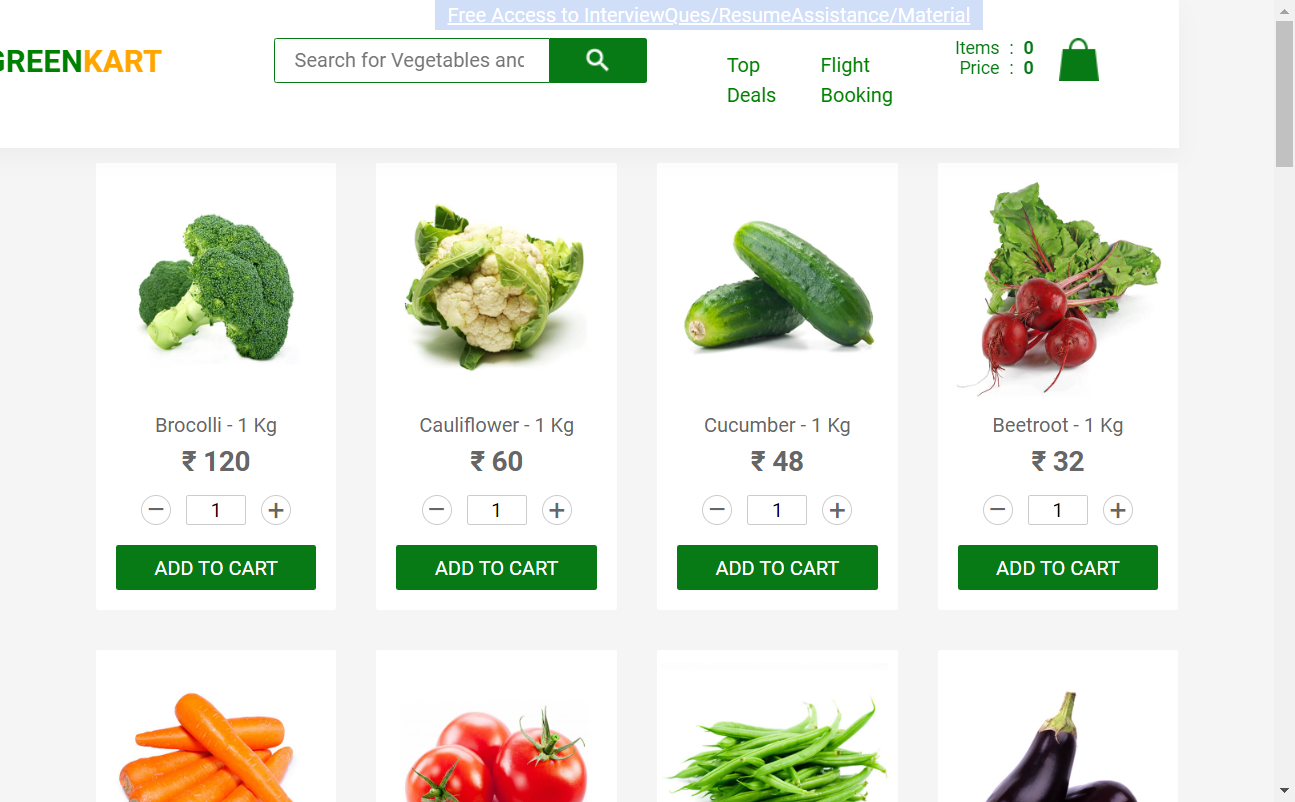 Free Access to InterviewQues/ResumeAssistance/Material
GREENKART
Search for Vegetables and
Top Deals
Flight Booking
Items : 0
Price : 0
Brocolli - 1 Kg
₹ 120
− 1 +
ADD TO CART
Cauliflower - 1 Kg
₹ 60
− 1 +
ADD TO CART
Cucumber - 1 Kg
₹ 48
− 1 +
ADD TO CART
Beetroot - 1 Kg
₹ 32
− 1 +
ADD TO CART